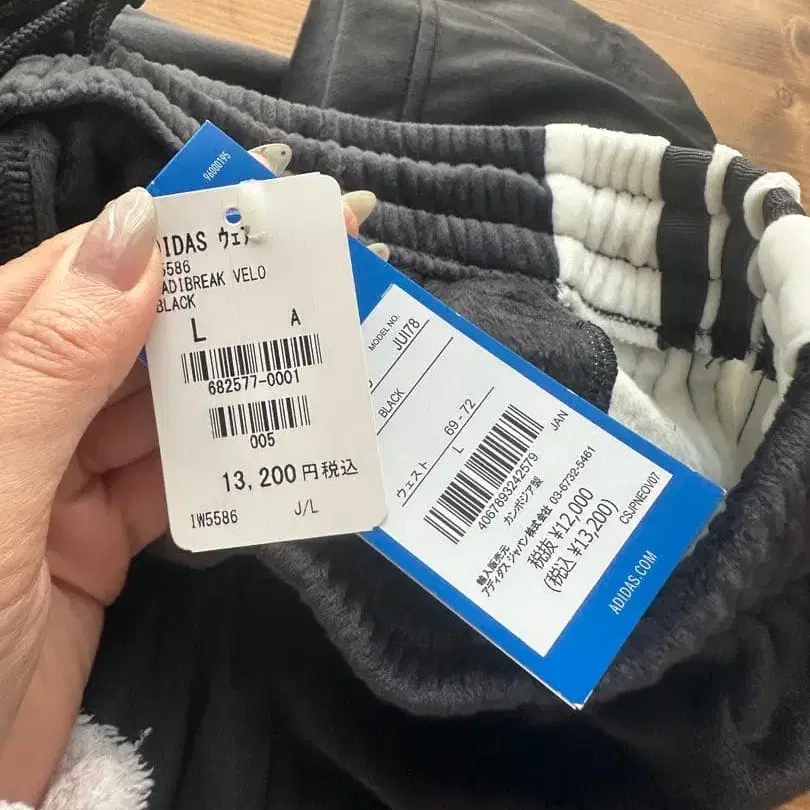 96000195
DIDAS ウェア
5586
ADIBREAK VELO
BLACK
L A
682577-0001
005
13,200円税込
IW5586 J/L
MODEL NO. JUI78
BLACK
ウェスト 69-72
L
4067893242579 JAN
カンボジア製
輸入販売元
アディダス ジャパン株式会社 03-6732-5461
税抜 ¥12,000
(税込 ¥13,200)
CSJPNEOV07
ADIDAS.COM